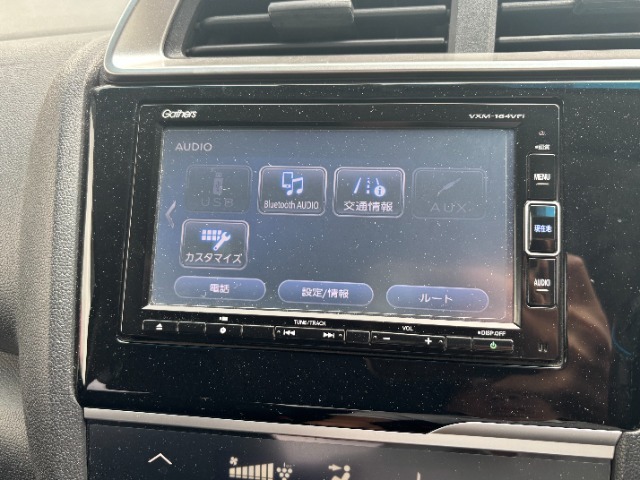 Gathers
VXM-164VFi
AUDIO
USB
Bluetooth AUDIO
交通情報
AUX
MENU
現在地
カスタマイズ
電話
設定/情報
ルート
AUDIO
TUNE/TRACK
VOL
DISP.OFF